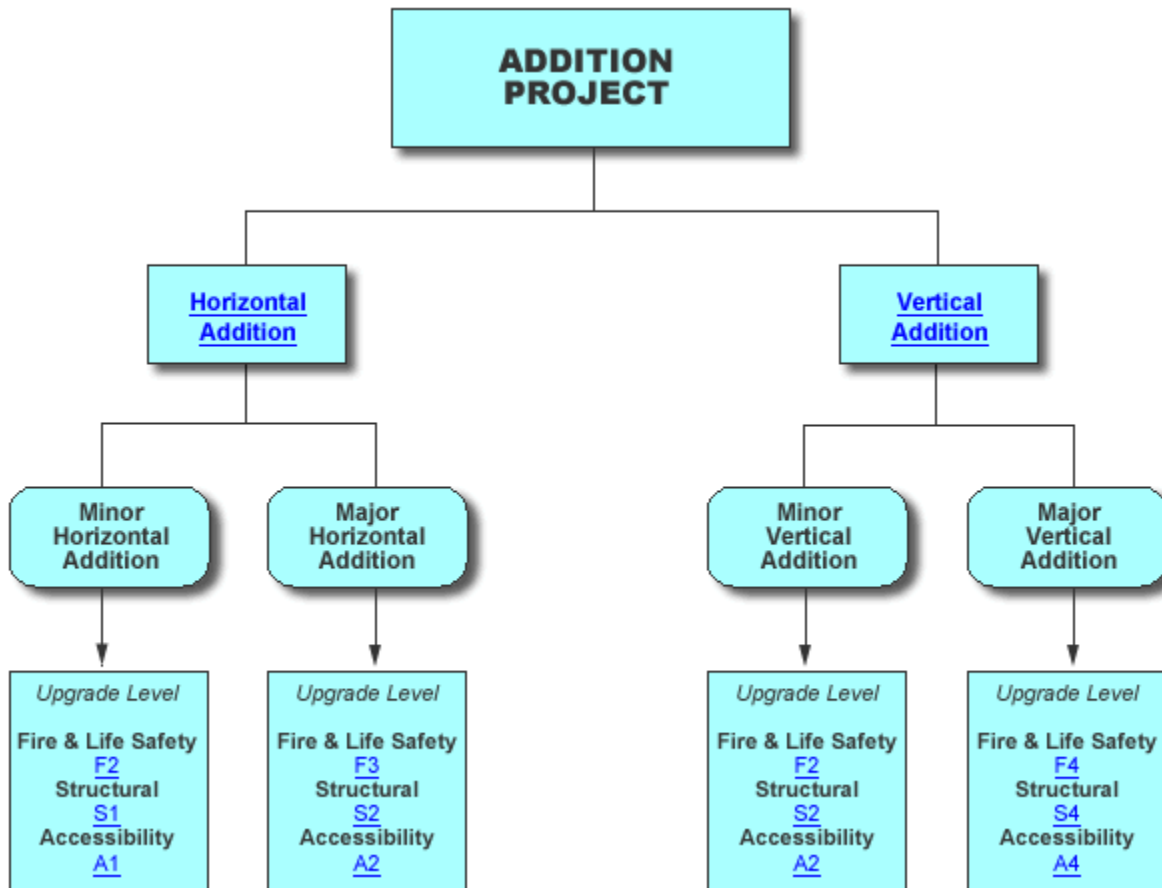 ADDITION
PROJECT
Horizontal
Addition
Vertical
Addition
Minor
Horizontal
Addition
Major
Horizontal
Addition
Minor
Vertical
Addition
Major
Vertical
Addition
Upgrade Level
Fire & Life Safety
F2
Structural
S1
Accessibility
A1
Upgrade Level
Fire & Life Safety
F3
Structural
S2
Accessibility
A2
Upgrade Level
Fire & Life Safety
F2
Structural
S2
Accessibility
A2
Upgrade Level
Fire & Life Safety
F4
Structural
S4
Accessibility
A4